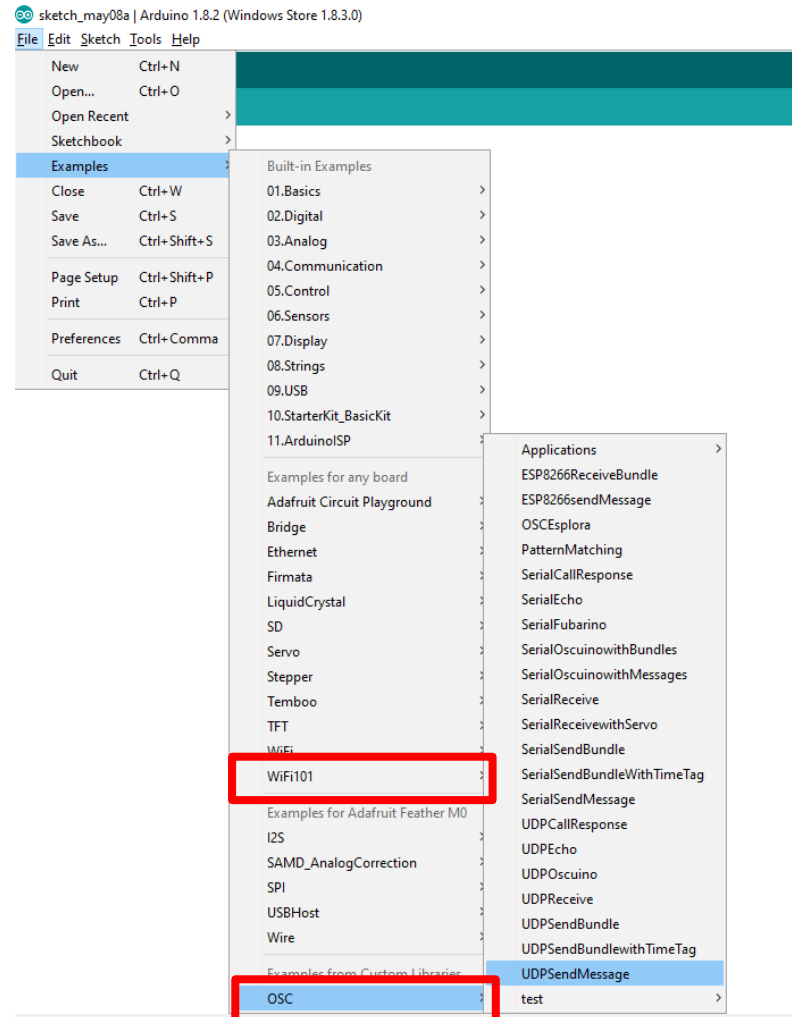 sketch_may08a | Arduino 1.8.2 (Windows Store 1.8.3.0)
File Edit Sketch Tools Help
New Ctrl+N
Open... Ctrl+O
Open Recent
Sketchbook
Examples
Close Ctrl+W
Save Ctrl+S
Save As... Ctrl+Shift+S
Page Setup Ctrl+Shift+P
Print Ctrl+P
Preferences Ctrl+Comma
Quit Ctrl+Q
Built-in Examples
01.Basics
02.Digital
03.Analog
04.Communication
05.Control
06.Sensors
07.Display
08.Strings
09.USB
10.StarterKit_BasicKit
11.ArduinoISP
Examples for any board
Adafruit Circuit Playground
Bridge
Ethernet
Firmata
LiquidCrystal
SD
Servo
Stepper
Temboo
TFT
WiFi
WiFi101
Examples for Adafruit Feather M0
I2S
SAMD_AnalogCorrection
SPI
USBHost
Wire
Examples from Custom Libraries
OSC
Applications
ESP8266ReceiveBundle
ESP8266sendMessage
OSCEsplora
PatternMatching
SerialCallResponse
SerialEcho
SerialFubarino
SerialOscuinowithBundles
SerialOscuinowithMessages
SerialReceive
SerialReceivewithServo
SerialSendBundle
SerialSendBundleWithTimeTag
SerialSendMessage
UDPCallResponse
UDPEcho
UDPOscuino
UDPReceive
UDPSendBundle
UDPSendBundlewithTimeTag
UDPSendMessage
test